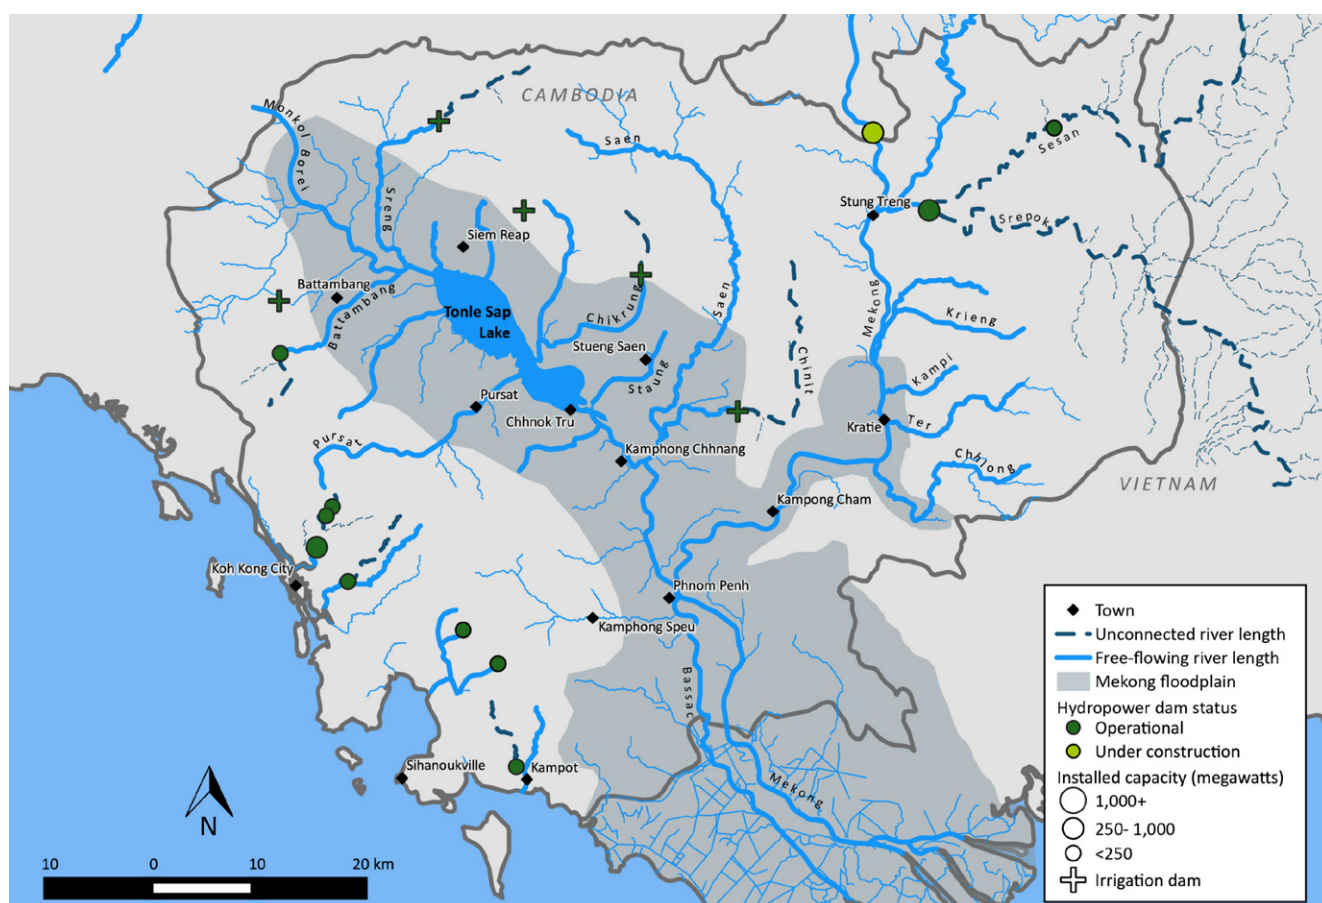 CAMBODIA
Monkol Borei
Sreng
Saen
Sesan
Stung Treng
Srepok
Siem Reap
Battambang
Battambang
Tonle Sap
Lake
Chikrung
Saen
Mekong
Krieng
Stueng Saen
Staung
Chinit
Kampi
Pursat
Chhnok Tru
Kratie
Ter
Pursat
Kamphong Chhnang
Chhlong
VIETNAM
Kampong Cham
Koh Kong City
Phnom Penh
Kamphong Speu
Bassac
Sihanoukville
Kampot
Mekong
N
10 0 10 20 km
Town
Unconnected river length
Free-flowing river length
Mekong floodplain
Hydropower dam status
Operational
Under construction
Installed capacity (megawatts)
1,000+
250- 1,000
<250
Irrigation dam